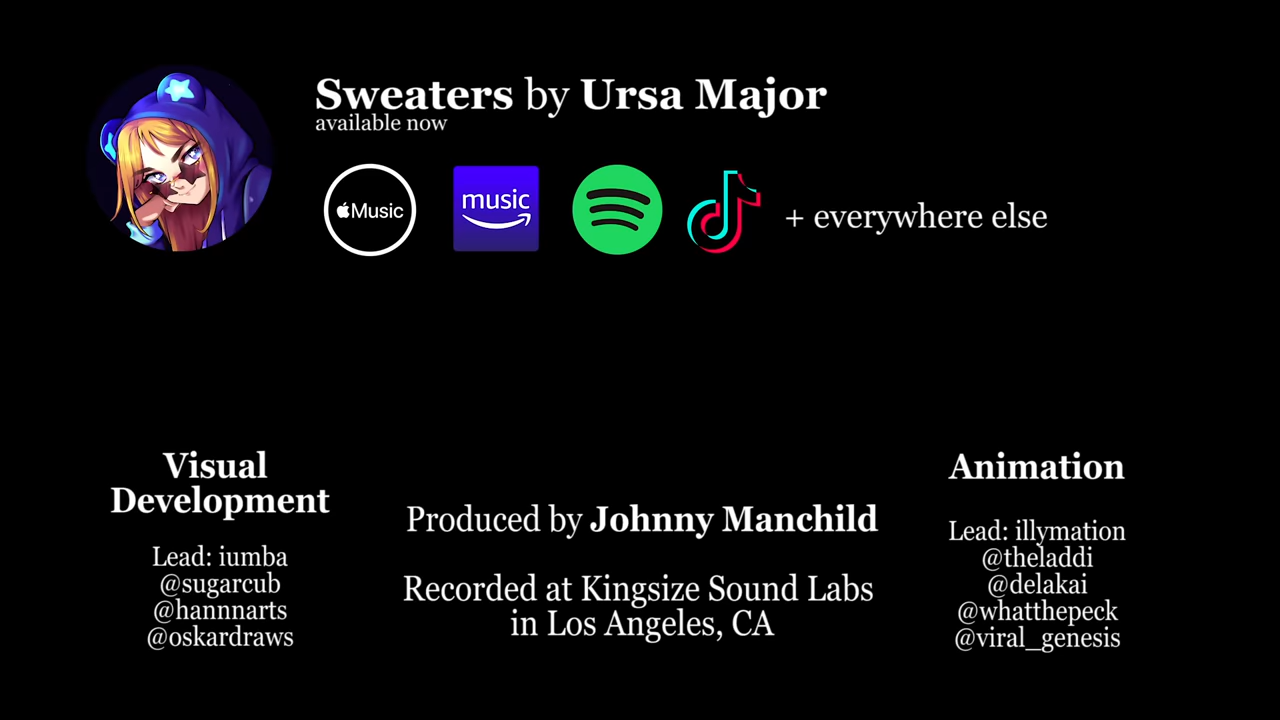 Sweaters by Ursa Major
available now
Music
music
+ everywhere else
Visual
Development
Lead: iumba
@sugarcub
@hannnarts
@oskardraws
Produced by Johnny Manchild
Recorded at Kingsize Sound Labs
in Los Angeles, CA
Animation
Lead: illymation
@theladdi
@delakai
@whatthepeck
@viral_genesis